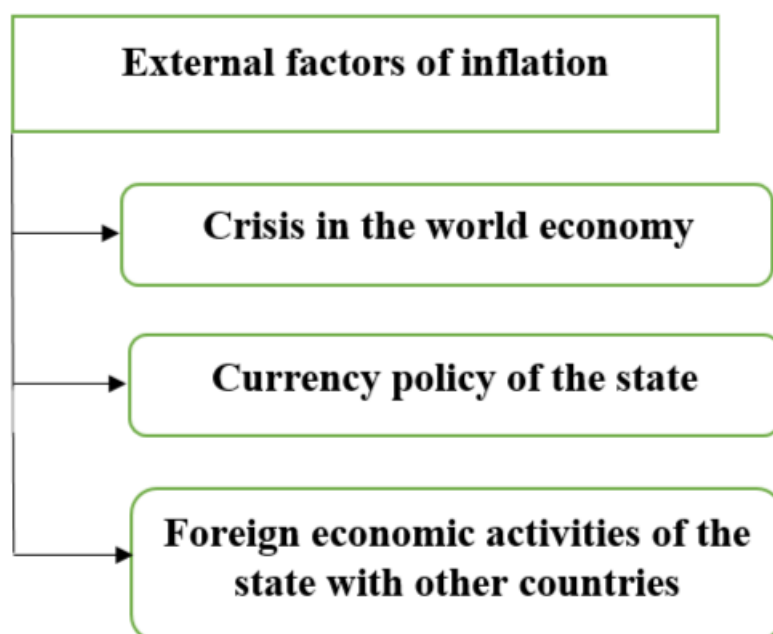 External factors of inflation
Crisis in the world economy
Currency policy of the state
Foreign economic activities of the
state with other countries